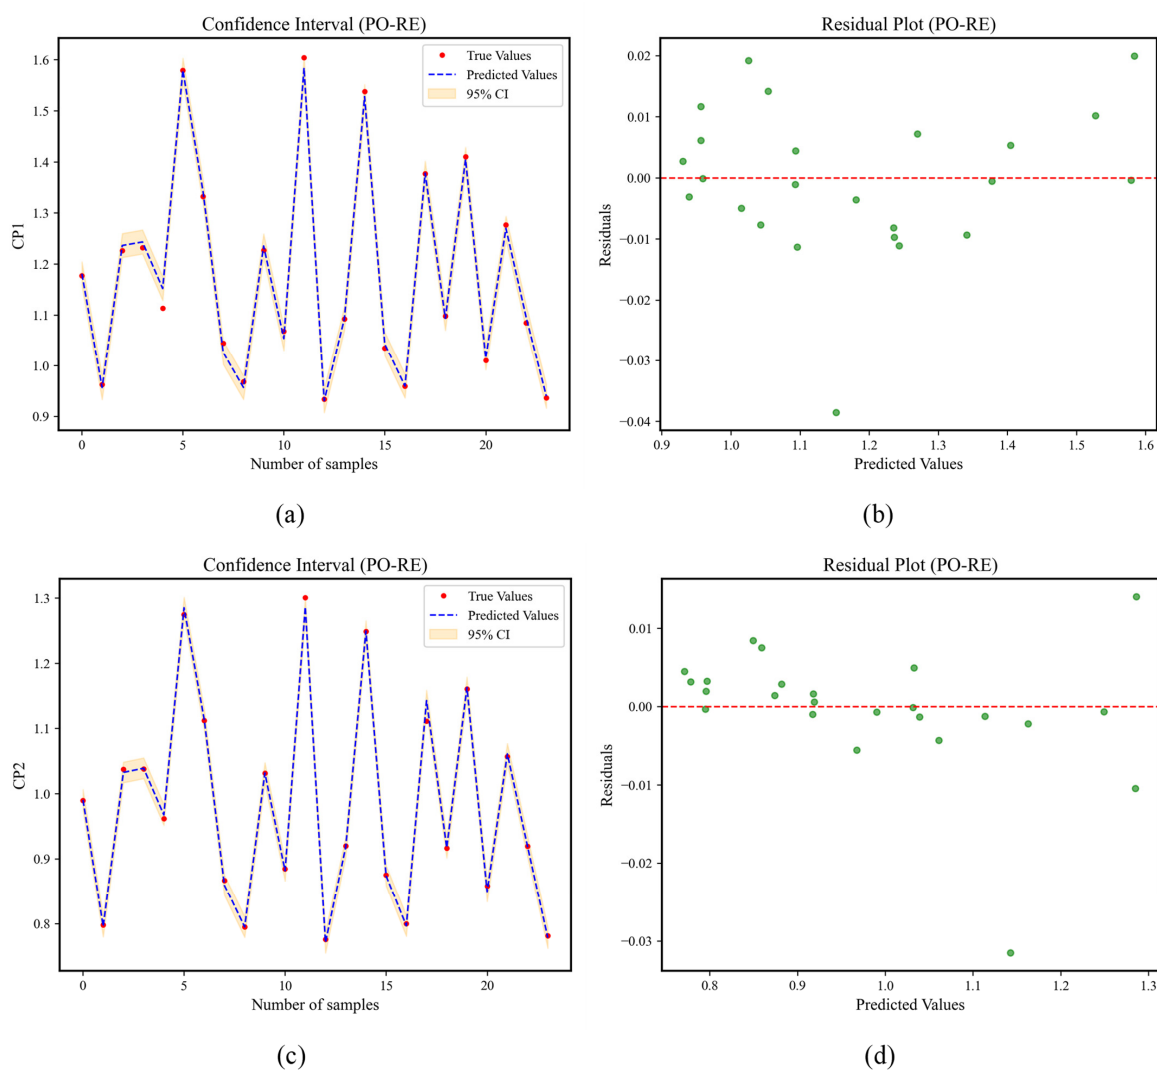 Confidence Interval (PO-RE)
True Values
Predicted Values
95% CI
CP1
1.6
1.5
1.4
1.3
1.2
1.1
1.0
0.9
0 5 10 15 20
Number of samples
(a)
Residual Plot (PO-RE)
Residuals
0.02
0.01
0.00
−0.01
−0.02
−0.03
−0.04
0.9 1.0 1.1 1.2 1.3 1.4 1.5 1.6
Predicted Values
(b)
Confidence Interval (PO-RE)
True Values
Predicted Values
95% CI
CP2
1.3
1.2
1.1
1.0
0.9
0.8
0 5 10 15 20
Number of samples
(c)
Residual Plot (PO-RE)
Residuals
0.01
0.00
−0.01
−0.02
−0.03
0.8 0.9 1.0 1.1 1.2 1.3
Predicted Values
(d)